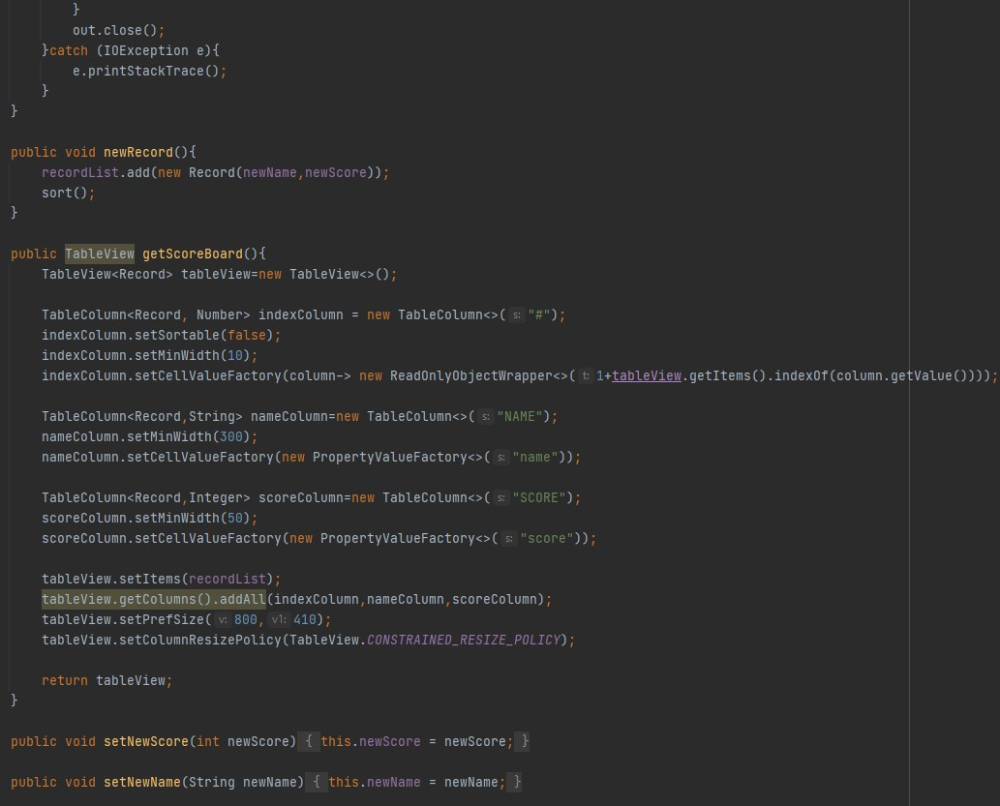 }
out.close();
}catch (IOException e){
e.printStackTrace();
}
}
public void newRecord(){
recordList.add(new Record(newName,newScore));
sort();
}
public TableView getScoreBoard(){
TableView<Record> tableView=new TableView<>();
TableColumn<Record, Number> indexColumn = new TableColumn<>( s: "#");
indexColumn.setSortable(false);
indexColumn.setMinWidth(10);
indexColumn.setCellValueFactory(column-> new ReadOnlyObjectWrapper<>( t: 1+tableView.getItems().indexOf(column.getValue())));
TableColumn<Record,String> nameColumn=new TableColumn<>( s: "NAME");
nameColumn.setMinWidth(300);
nameColumn.setCellValueFactory(new PropertyValueFactory<>( s: "name"));
TableColumn<Record,Integer> scoreColumn=new TableColumn<>( s: "SCORE");
scoreColumn.setMinWidth(50);
scoreColumn.setCellValueFactory(new PropertyValueFactory<>( s: "score"));
tableView.setItems(recordList);
tableView.getColumns().addAll(indexColumn,nameColumn,scoreColumn);
tableView.setPrefSize( v: 800, v1: 410);
tableView.setColumnResizePolicy(TableView.CONSTRAINED_RESIZE_POLICY);
return tableView;
}
public void setNewScore(int newScore) { this.newScore = newScore; }
public void setNewName(String newName) { this.newName = newName; }